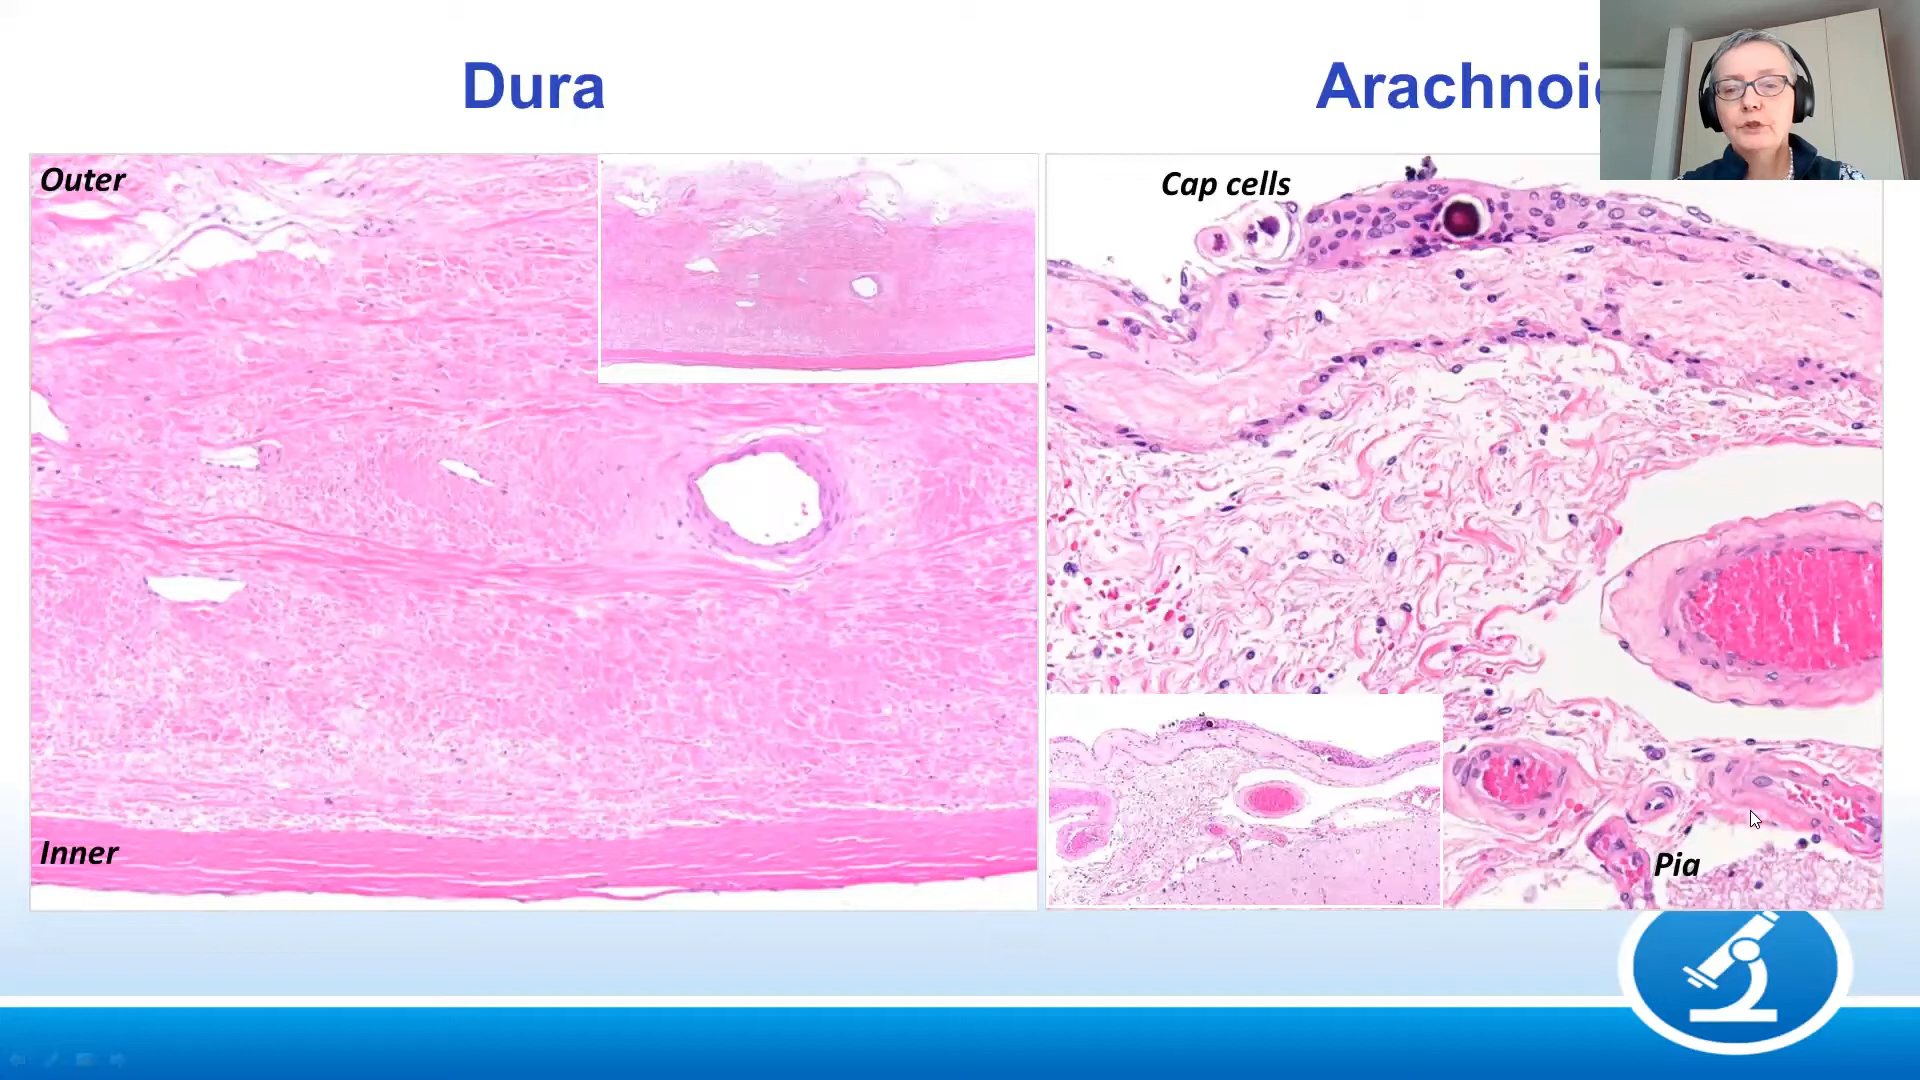 Dura
Arachnoi
Outer
Cap cells
Inner
Pia